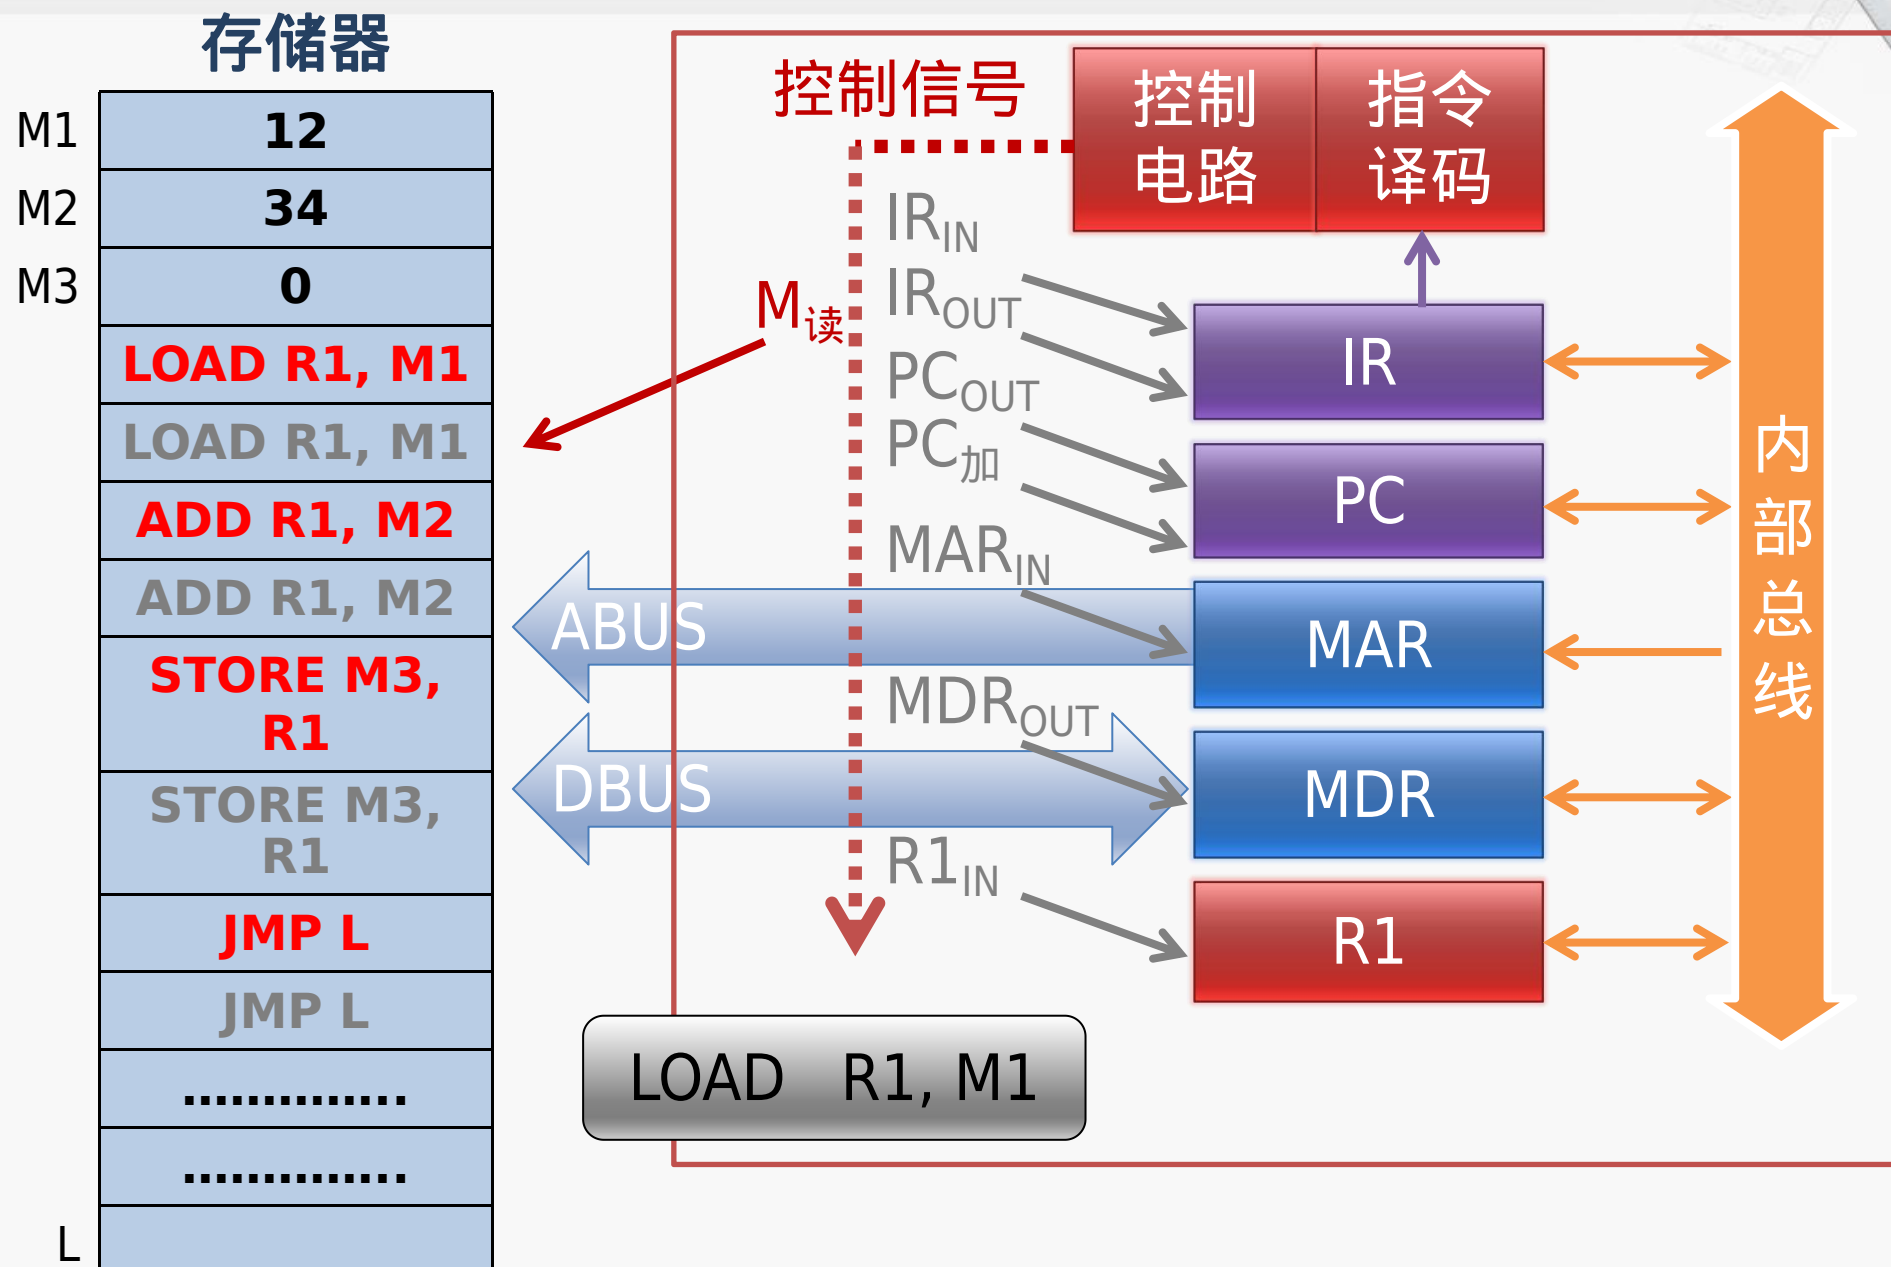 存储器
M1
12
M2
34
M3
0
LOAD R1, M1
LOAD R1, M1
ADD R1, M2
ADD R1, M2
STORE M3,
R1
STORE M3,
R1
JMP L
JMP L
..............
..............
L
控制信号
控制
电路
指令
译码
M读
IRIN
IROUT
PCOUT
PC加
MARIN
MDROUT
R1IN
ABUS
DBUS
IR
PC
MAR
MDR
R1
内
部
总
线
LOAD R1, M1